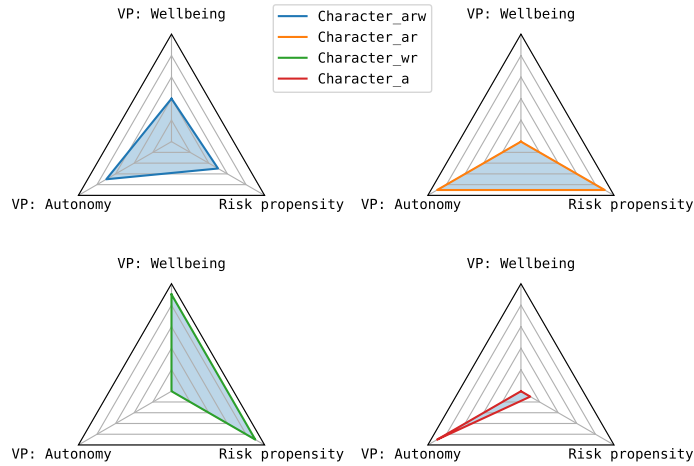 VP: Wellbeing
Character_arw
Character_ar
Character_wr
Character_a
VP: Wellbeing
VP: Autonomy
Risk propensity
VP: Autonomy
Risk propensity
VP: Wellbeing
VP: Wellbeing
VP: Autonomy
Risk propensity
VP: Autonomy
Risk propensity